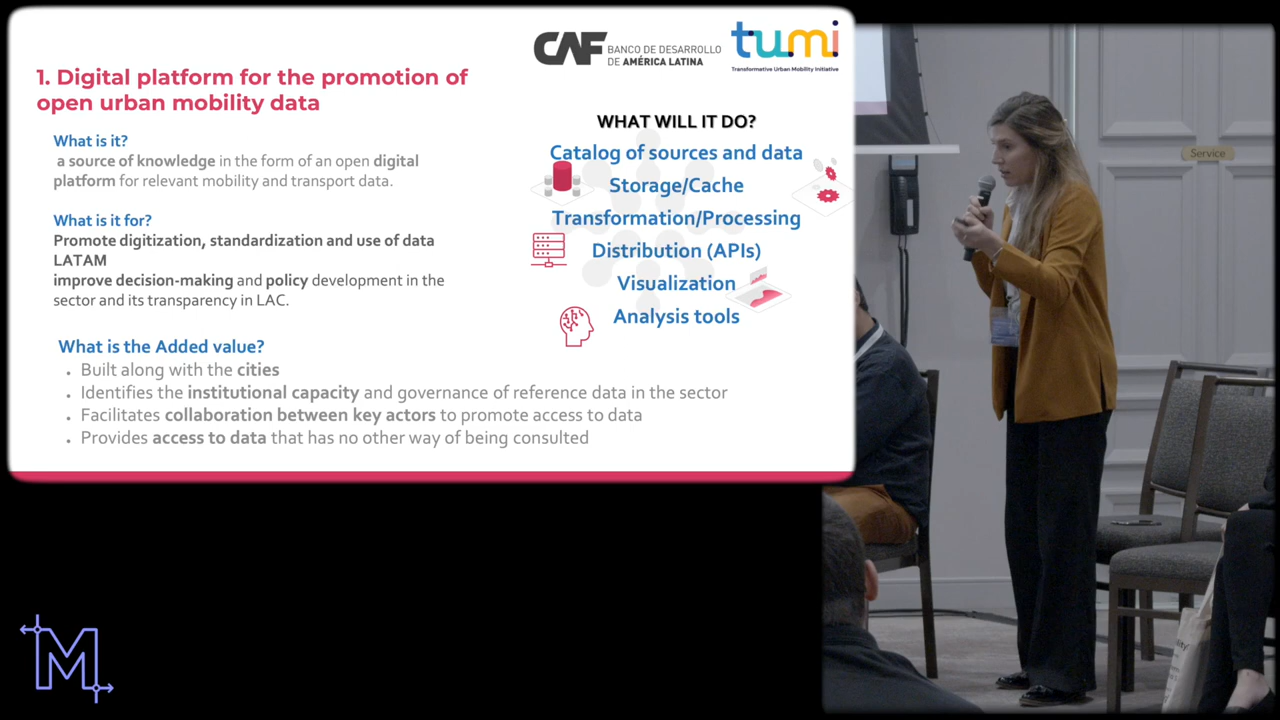 CAF BANCO DE DESARROLLO
DE AMÉRICA LATINA
tumi
Transformative Urban Mobility Initiative
1. Digital platform for the promotion of
open urban mobility data
What is it?
a source of knowledge in the form of an open digital
platform for relevant mobility and transport data.
What is it for?
Promote digitization, standardization and use of data
LATAM
improve decision-making and policy development in the
sector and its transparency in LAC.
What is the Added value?
• Built along with the cities
• Identifies the institutional capacity and governance of reference data in the sector
• Facilitates collaboration between key actors to promote access to data
• Provides access to data that has no other way of being consulted
WHAT WILL IT DO?
Catalog of sources and data
Storage/Cache
Transformation/Processing
Distribution (APIs)
Visualization
Analysis tools
Service
M